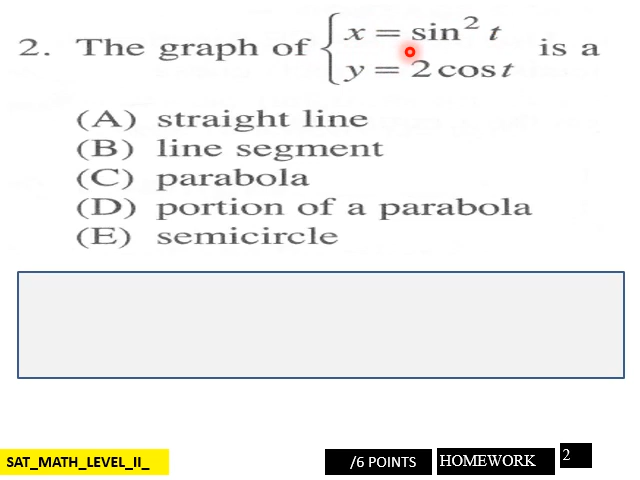 2. The graph of { x = sin² t is a
y = 2 cos t
(A) straight line
(B) line segment
(C) parabola
(D) portion of a parabola
(E) semicircle
SAT_MATH_LEVEL_II_ /6 POINTS HOMEWORK 2